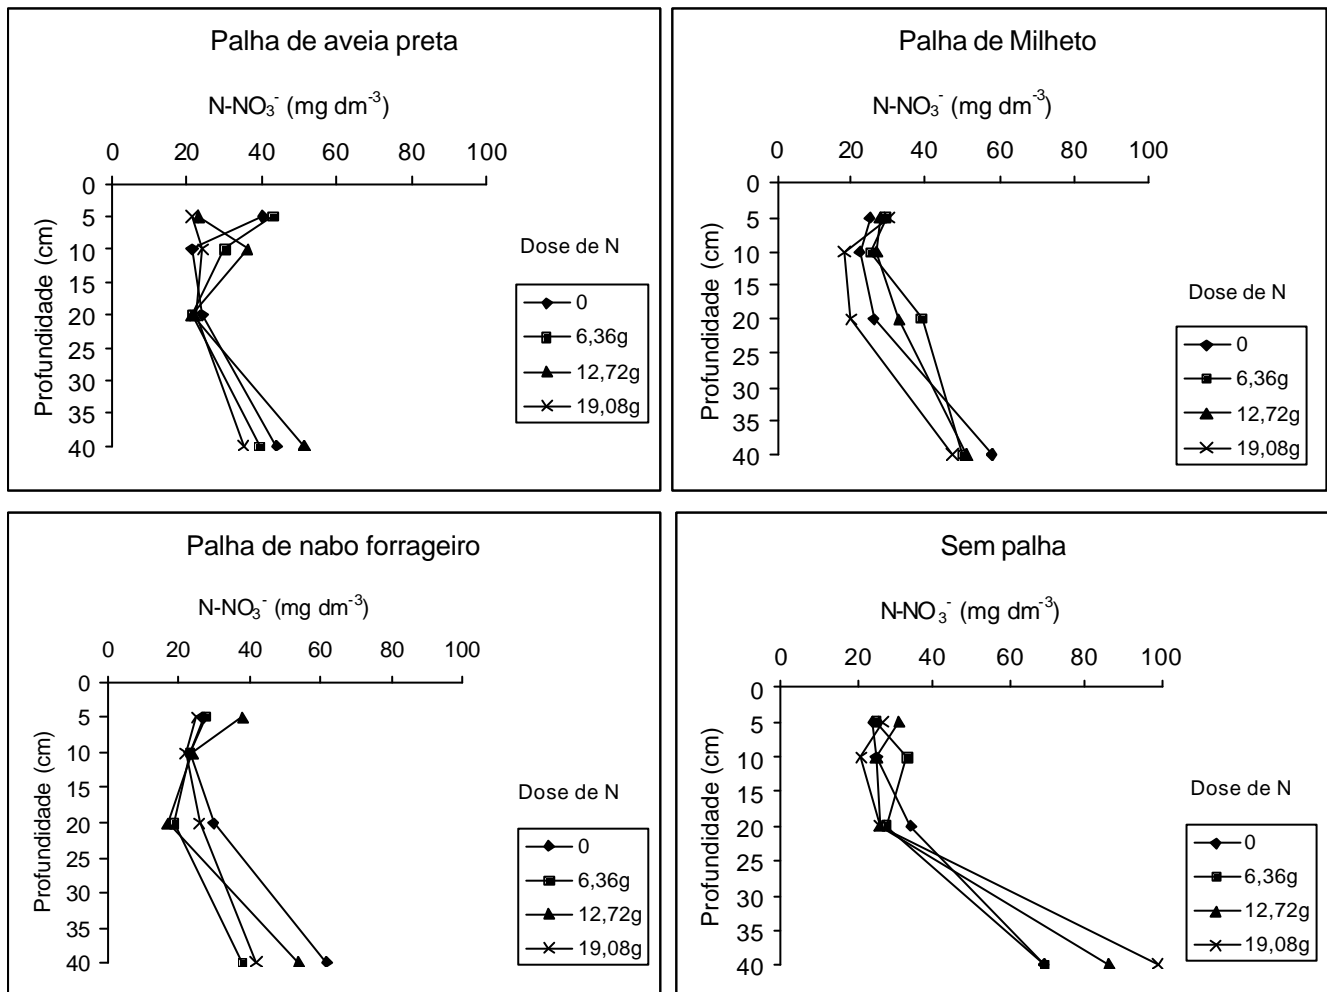 Palha de aveia preta
N-NO₃⁻ (mg dm⁻³)
0 20 40 60 80 100
0
5
10
15
20
25
30
35
40
Profundidade (cm)
Dose de N
0
6,36g
12,72g
19,08g
Palha de Milheto
N-NO₃⁻ (mg dm⁻³)
0 20 40 60 80 100
0
5
10
15
20
25
30
35
40
Profundidade (cm)
Dose de N
0
6,36g
12,72g
19,08g
Palha de nabo forrageiro
N-NO₃⁻ (mg dm⁻³)
0 20 40 60 80 100
0
5
10
15
20
25
30
35
40
Profundidade (cm)
Dose de N
0
6,36g
12,72g
19,08g
Sem palha
N-NO₃⁻ (mg dm⁻³)
0 20 40 60 80 100
0
5
10
15
20
25
30
35
40
Profundidade (cm)
Dose de N
0
6,36g
12,72g
19,08g